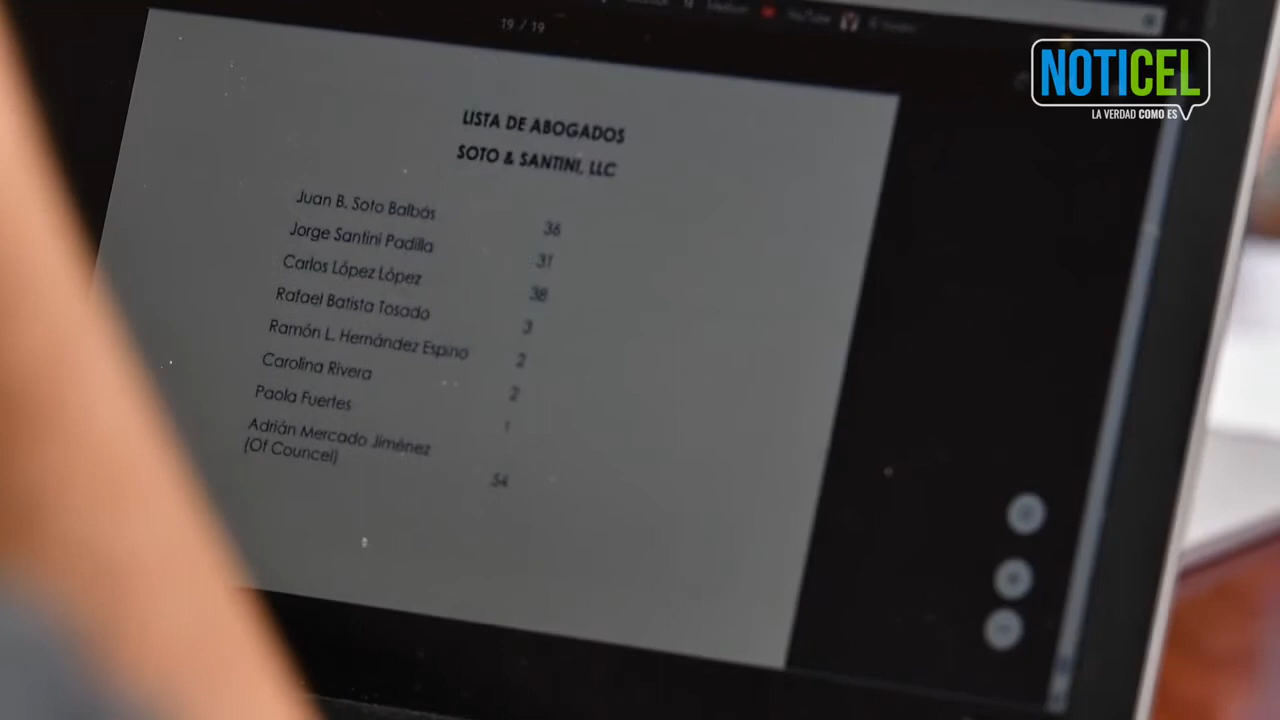 19 / 19
YouTube
NOTICEL
LA VERDAD COMO ES
LISTA DE ABOGADOS
SOTO & SANTINI, LLC
Juan B. Soto Balbás 36
Jorge Santini Padilla 31
Carlos López López 38
Rafael Batista Tosado 3
Ramón L. Hernández Espino 2
Carolina Rivera 2
Paola Fuertes 1
Adrián Mercado Jiménez
(Of Councel) 54